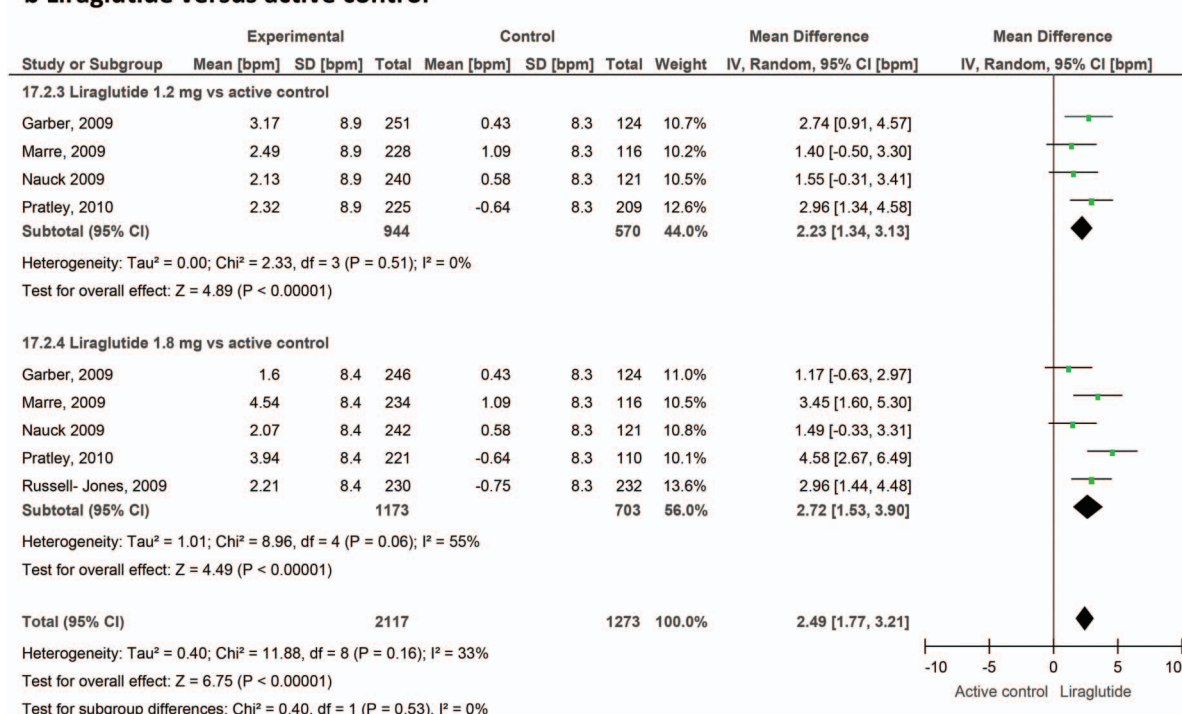 b Liraglutide versus active control
Experimental Control Mean Difference Mean Difference
Study or Subgroup Mean [bpm] SD [bpm] Total Mean [bpm] SD [bpm] Total Weight IV, Random, 95% CI [bpm] IV, Random, 95% CI [bpm]
17.2.3 Liraglutide 1.2 mg vs active control
Garber, 2009 3.17 8.9 251 0.43 8.3 124 10.7% 2.74 [0.91, 4.57]
Marre, 2009 2.49 8.9 228 1.09 8.3 116 10.2% 1.40 [-0.50, 3.30]
Nauck 2009 2.13 8.9 240 0.58 8.3 121 10.5% 1.55 [-0.31, 3.41]
Pratley, 2010 2.32 8.9 225 -0.64 8.3 209 12.6% 2.96 [1.34, 4.58]
Subtotal (95% CI) 944 570 44.0% 2.23 [1.34, 3.13]
Heterogeneity: Tau² = 0.00; Chi² = 2.33, df = 3 (P = 0.51); I² = 0%
Test for overall effect: Z = 4.89 (P < 0.00001)
17.2.4 Liraglutide 1.8 mg vs active control
Garber, 2009 1.6 8.4 246 0.43 8.3 124 11.0% 1.17 [-0.63, 2.97]
Marre, 2009 4.54 8.4 234 1.09 8.3 116 10.5% 3.45 [1.60, 5.30]
Nauck 2009 2.07 8.4 242 0.58 8.3 121 10.8% 1.49 [-0.33, 3.31]
Pratley, 2010 3.94 8.4 221 -0.64 8.3 110 10.1% 4.58 [2.67, 6.49]
Russell- Jones, 2009 2.21 8.4 230 -0.75 8.3 232 13.6% 2.96 [1.44, 4.48]
Subtotal (95% CI) 1173 703 56.0% 2.72 [1.53, 3.90]
Heterogeneity: Tau² = 1.01; Chi² = 8.96, df = 4 (P = 0.06); I² = 55%
Test for overall effect: Z = 4.49 (P < 0.00001)
Total (95% CI) 2117 1273 100.0% 2.49 [1.77, 3.21]
Heterogeneity: Tau² = 0.40; Chi² = 11.88, df = 8 (P = 0.16); I² = 33%
Test for overall effect: Z = 6.75 (P < 0.00001)
Test for subgroup differences: Chi² = 0.40, df = 1 (P = 0.53), I² = 0%
-10 -5 0 5 10
Active control Liraglutide